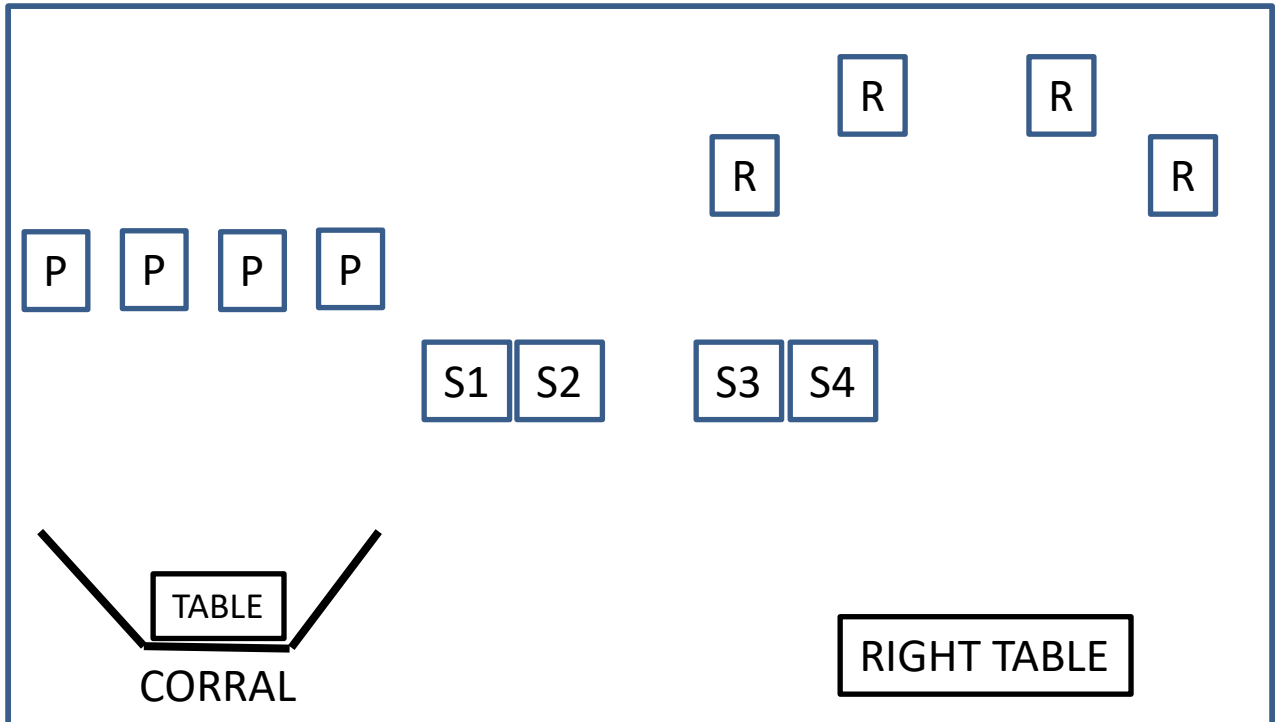 R R
R R
P P P P
S1 S2 S3 S4
TABLE
RIGHT TABLE
CORRAL